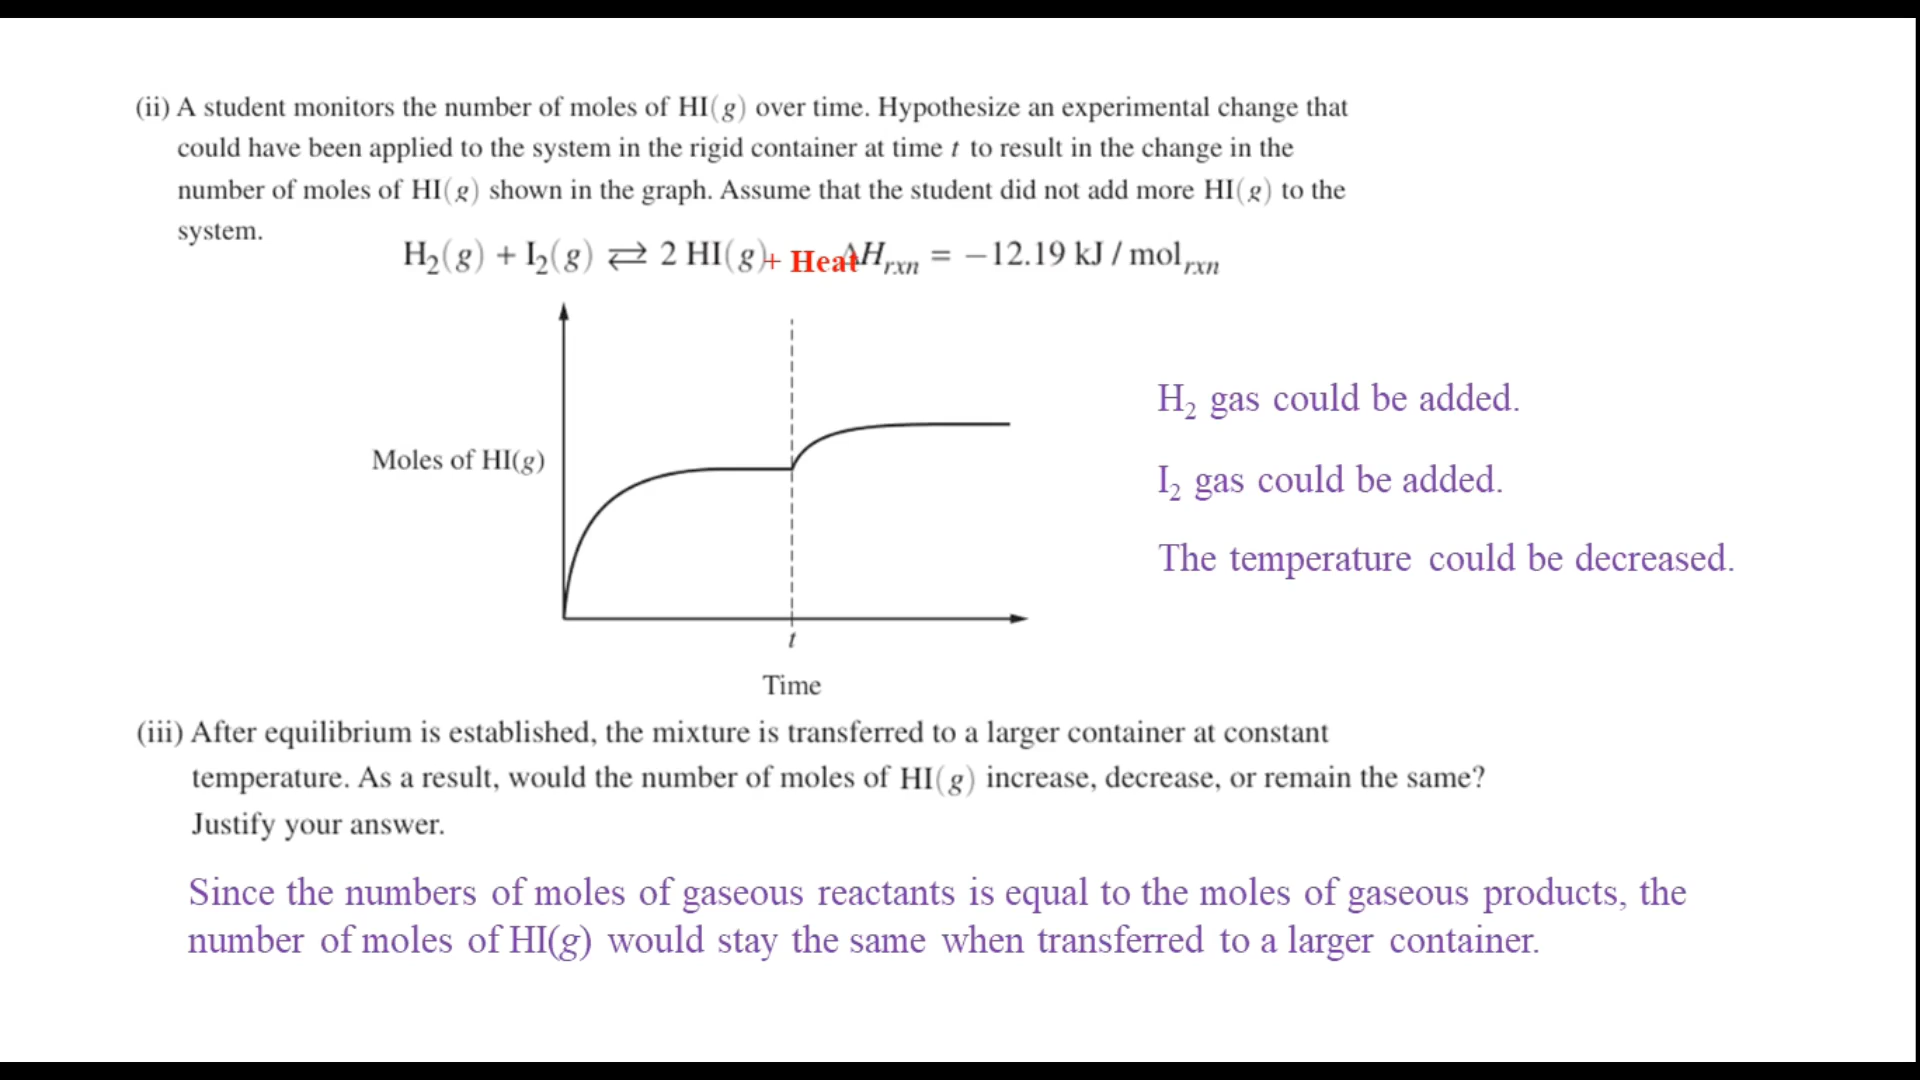 (ii) A student monitors the number of moles of HI(g) over time. Hypothesize an experimental change that
could have been applied to the system in the rigid container at time t to result in the change in the
number of moles of HI(g) shown in the graph. Assume that the student did not add more HI(g) to the
system.
H₂(g) + I₂(g) ⇄ 2 HI(g) + Heat ΔHrxn = −12.19 kJ / molrxn
H₂ gas could be added.
Moles of HI(g)
I₂ gas could be added.
The temperature could be decreased.
t
Time
(iii) After equilibrium is established, the mixture is transferred to a larger container at constant
temperature. As a result, would the number of moles of HI(g) increase, decrease, or remain the same?
Justify your answer.
Since the numbers of moles of gaseous reactants is equal to the moles of gaseous products, the
number of moles of HI(g) would stay the same when transferred to a larger container.